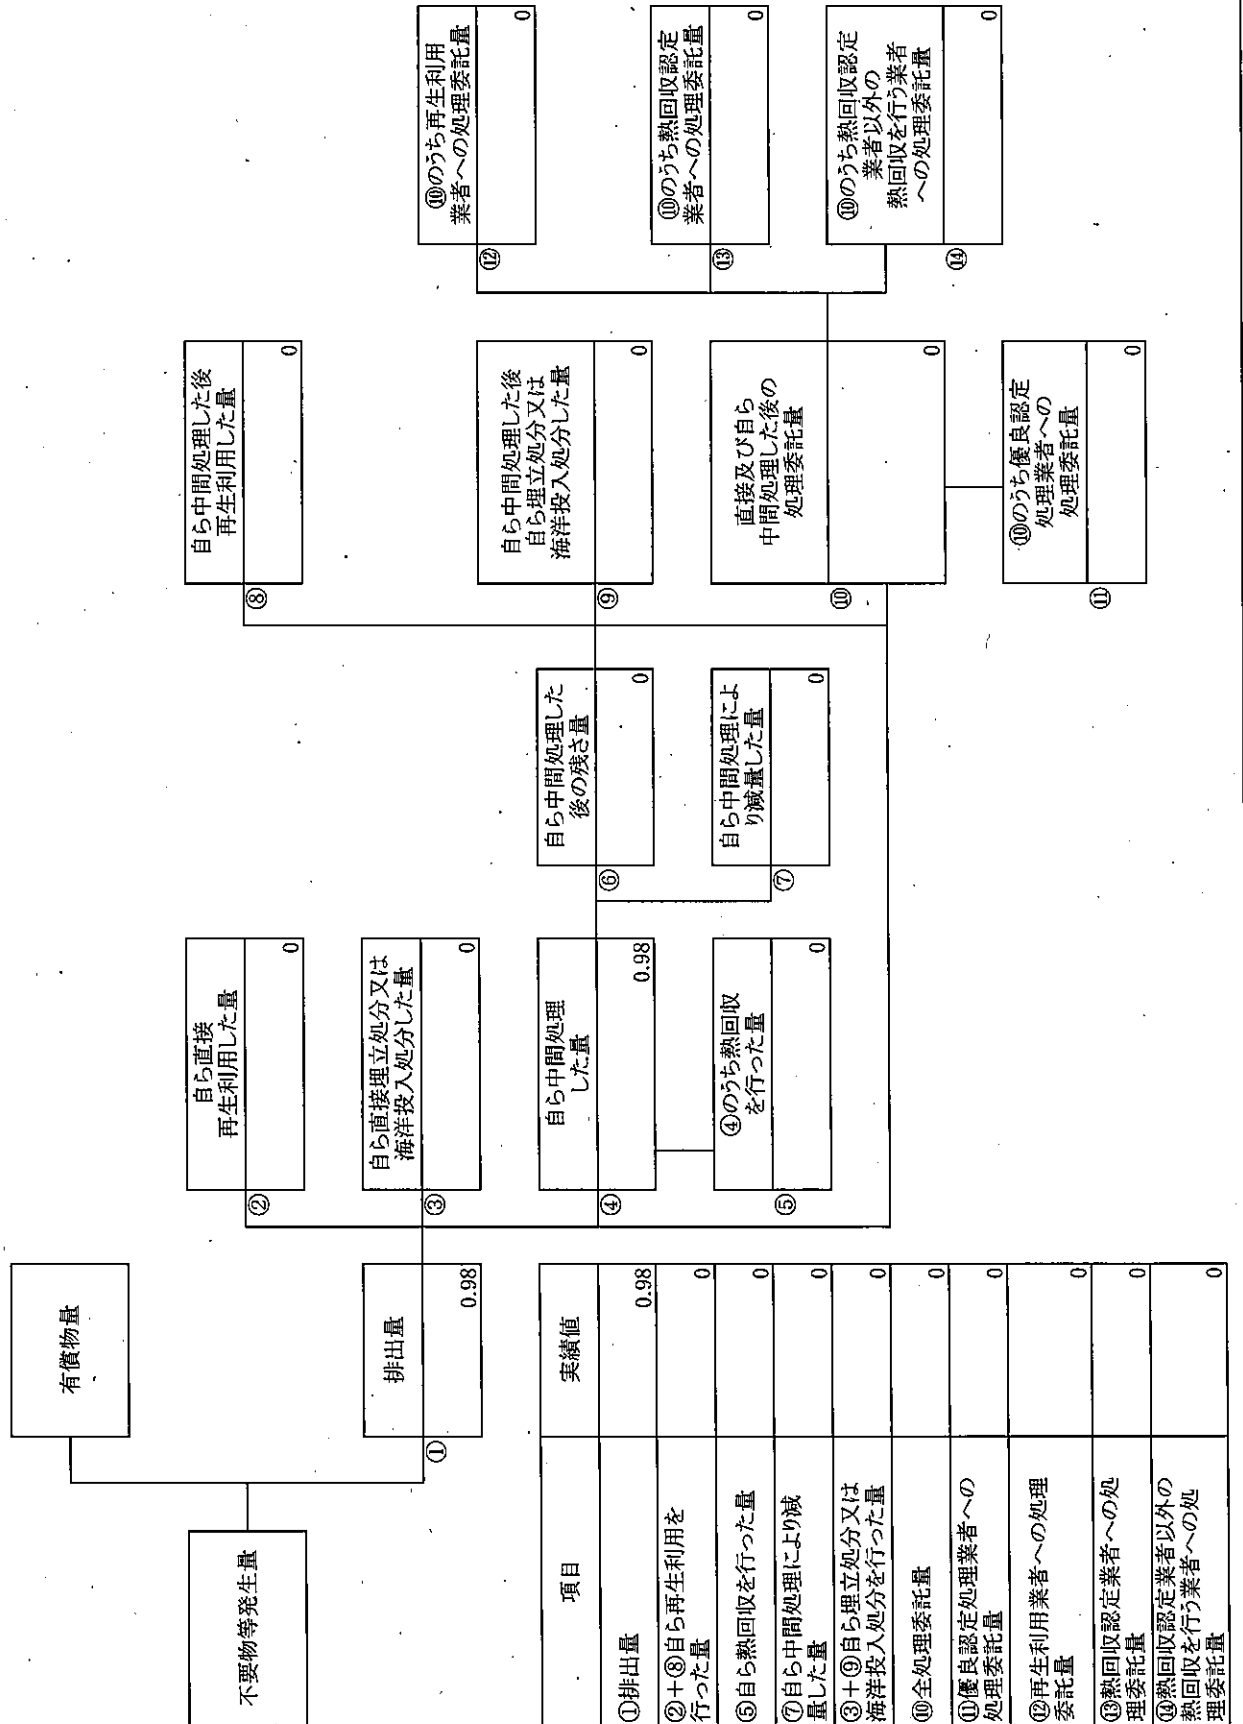 不要物等発生量
有償物量
①
排出量
0.98
②
自ら直接
再生利用した量
0
③
自ら直接埋立処分又は
海洋投入処分した量
0
④
自ら中間処理
した量
0.98
⑤
④のうち熱回収
を行った量
0
⑥
自ら中間処理した
後の残さ量
0
⑦
自ら中間処理によ
り減量した量
0
⑧
自ら中間処理した後
再生利用した量
0
⑨
自ら中間処理した後
自ら埋立処分又は
海洋投入処分した量
0
⑩
直接及び自ら
中間処理した後の
処理委託量
0
⑪
⑩のうち優良認定
処理業者への
処理委託量
0
⑫
⑩のうち再生利用
業者への処理委託量
0
⑬
⑩のうち熱回収認定
業者への処理委託量
0
⑭
⑩のうち熱回収認定
業者以外の
熱回収を行う業者
への処理委託量
0
項目
実績値
①排出量
0.98
②+⑧自ら再生利用を
行った量
0
⑤自ら熱回収を行った量
0
⑦自ら中間処理により減
量した量
0
③+⑨自ら埋立処分又は
海洋投入処分を行った量
0
⑩全処理委託量
0
⑪優良認定処理業者への
処理委託量
0
⑫再生利用業者への処理
委託量
0
⑬熱回収認定業者への処
理委託量
0
⑭熱回収認定業者以外の
熱回収を行う業者への処
理委託量
0